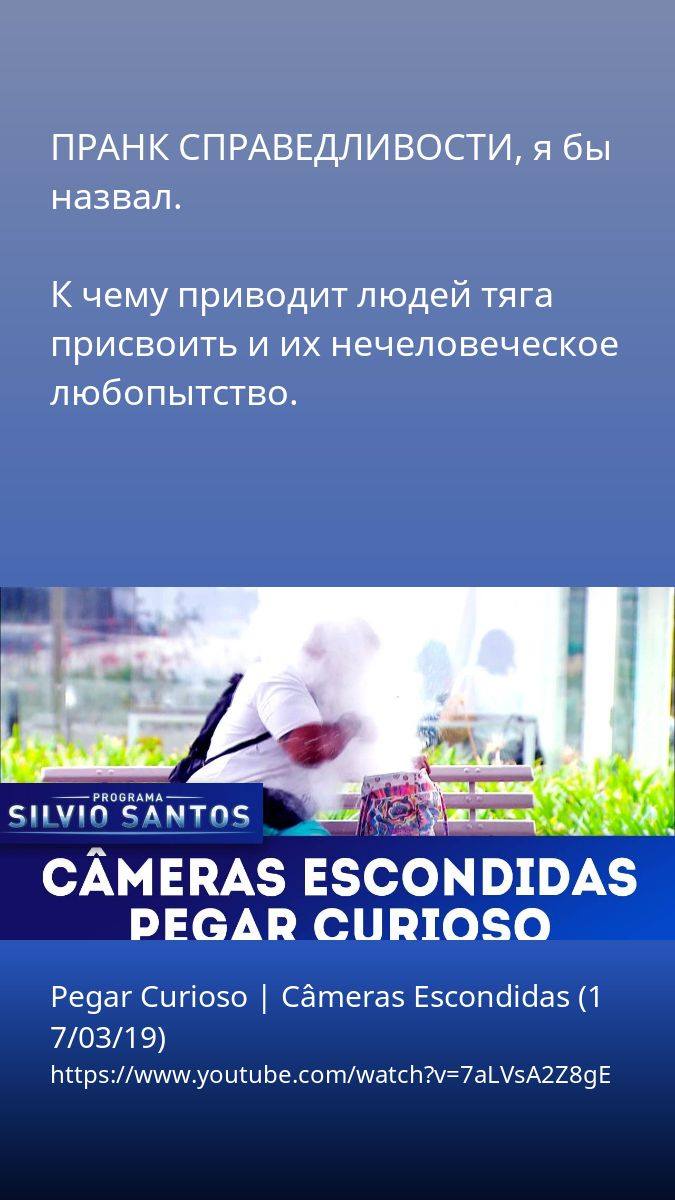 ПРАНК СПРАВЕДЛИВОСТИ, я бы
назвал.
К чему приводит людей тяга
присвоить и их нечеловеческое
любопытство.
PROGRAMA
SILVIO SANTOS
CÂMERAS ESCONDIDAS
PEGAR CURIOSO
Pegar Curioso | Câmeras Escondidas (1
7/03/19)
https://www.youtube.com/watch?v=7aLVsA2Z8gE